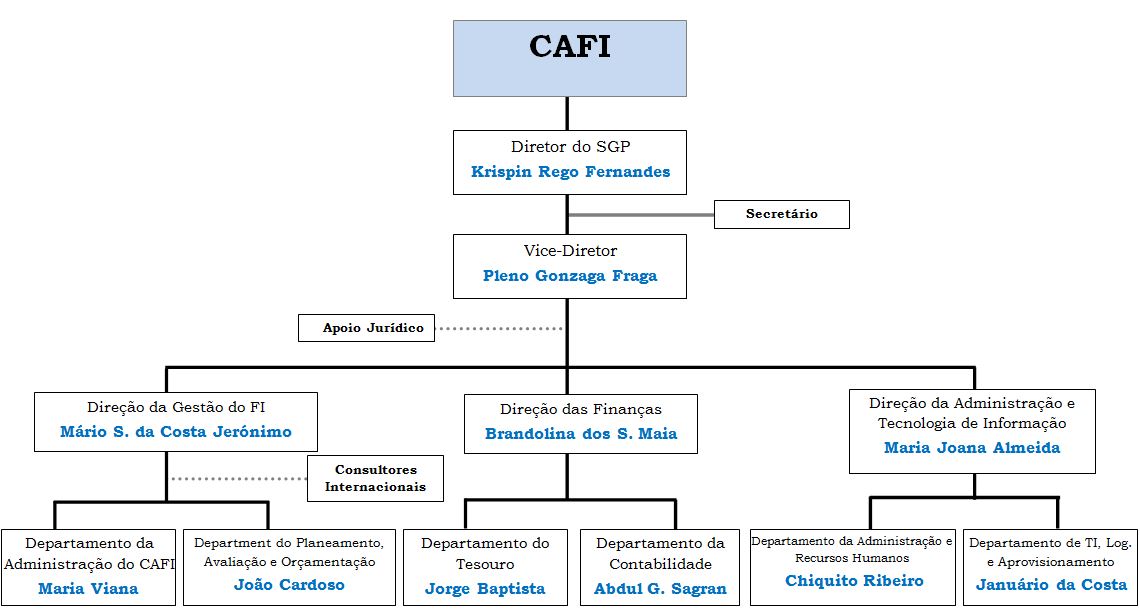 CAFI
Diretor do SGP
Krispin Rego Fernandes
Secretário
Vice-Diretor
Pleno Gonzaga Fraga
Apoio Jurídico
Direção da Gestão do FI
Mário S. da Costa Jerónimo
Direção das Finanças
Brandolina dos S. Maia
Direção da Administração e
Tecnologia de Informação
Maria Joana Almeida
Consultores
Internacionais
Departamento da
Administração do CAFI
Maria Viana
Department do Planeamento,
Avaliação e Orçamentação
João Cardoso
Departamento do
Tesouro
Jorge Baptista
Departamento da
Contabilidade
Abdul G. Sagran
Departamento da Administração e
Recursos Humanos
Chiquito Ribeiro
Departamento de TI, Log.
e Aprovisionamento
Januário da Costa